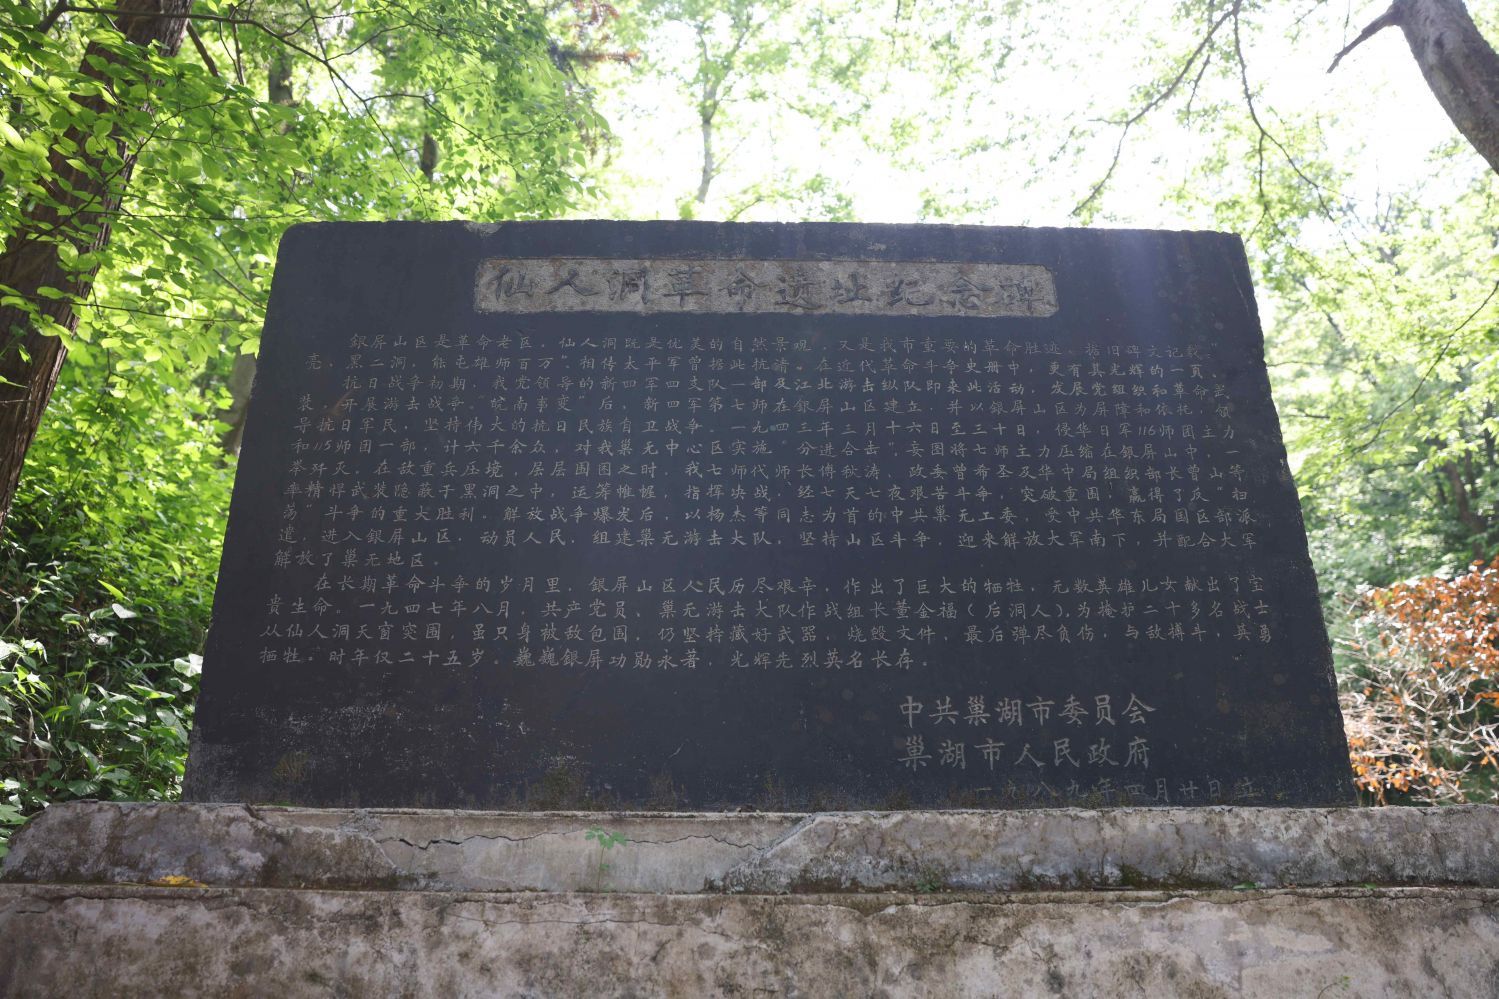 仙人洞革命遗址纪念碑
銀屏山区是革命老区。仙人洞既是优美的自然景观，又是我市重要的革命胜迹。据旧碑文记载"
亮，黑二洞，能屯雄师百万"。相传太平军曾据此抗清。在近代革命斗争史册中，更有其光辉的一頁。
抗日战争初期，我党领导的新四军四支队一部及江北游击纵队即来此活动，发展党组织和革命武
装，开展游击战争。"皖南事变"后，新四军第七师在銀屏山区建立，并以銀屏山区为屏障和依托，领
导抗日军民，坚持伟大的抗日民族自卫战争。一九四三年三月十六日至三十日，侵华日军116师团主力
和115师团一部，计六千余众，对我巢无中心区实施"分进合击"，妄图将七师主力压缩在銀屏山中，一
举歼灭。在敌重兵压境，层层围困之时，我七师代师长傅秋涛，政委曾希圣及华中局组织部长曾山等，
率精悍武装隐蔽于黑洞之中，运筹帷幄，指挥决战，经七天七夜艰苦斗争，突破重围，赢得了反"扫
荡"斗争的重大胜利。解放战争爆发后，以杨杰等同志为首的中共巢无工委，受中共华东局国区部派
遣，进入銀屏山区，动员人民，组建巢无游击大队，坚持山区斗争，迎来解放大军南下，并配合大军
解放了巢无地区。
在长期革命斗争的岁月里，銀屏山区人民历尽艰辛，作出了巨大的牺牲，无数英雄儿女献出了宝
贵生命。一九四七年八月，共产党员，巢无游击大队作战组长董金福（后洞人），为掩护二十多名战士
从仙人洞天窗突围，虽只身被敌包围，仍坚持藏好武器，烧毁文件，最后弹尽负伤，与敌搏斗，英勇
牺牲。时年仅二十五岁。巍巍銀屏功勋永著，光辉先烈英名长存。
中共巢湖市委员会
巢湖市人民政府
一九八九年四月廿日立